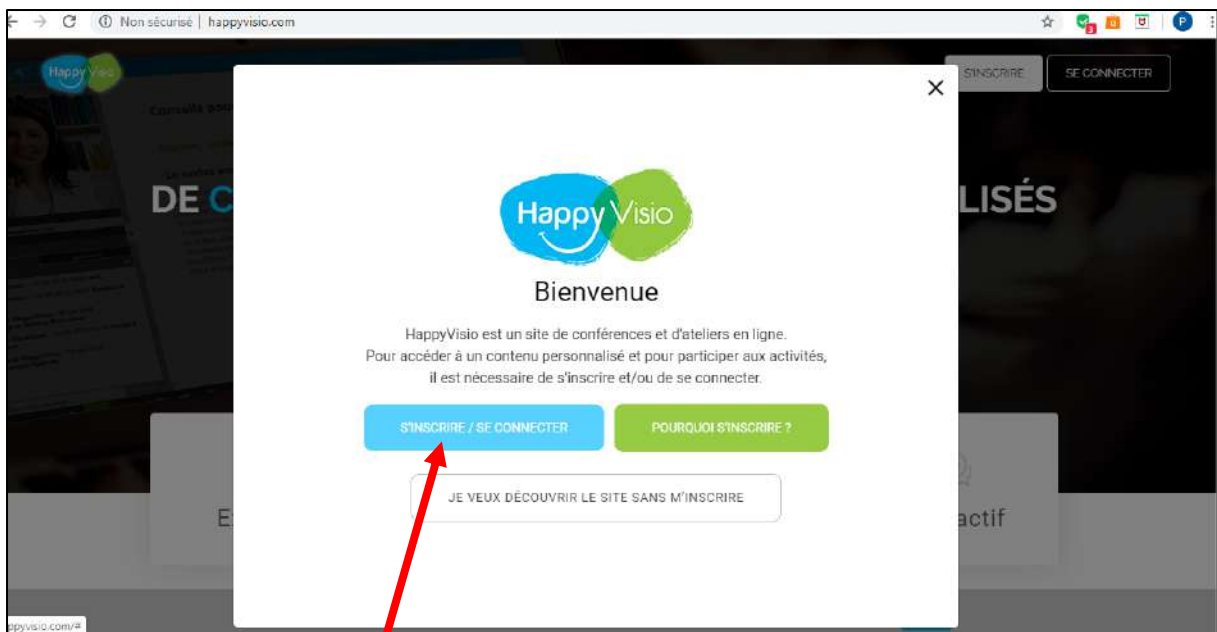 Non sécurisé | happyvisio.com
HappyVisio
S'INSCRIRE
SE CONNECTER
Conseils pour
DE C
LISÉS
Happy Visio
Bienvenue
HappyVisio est un site de conférences et d'ateliers en ligne.
Pour accéder à un contenu personnalisé et pour participer aux activités,
il est nécessaire de s'inscrire et/ou de se connecter.
S'INSCRIRE / SE CONNECTER
POURQUOI S'INSCRIRE ?
JE VEUX DÉCOUVRIR LE SITE SANS M'INSCRIRE
E
actif
ppyvisio.com/#